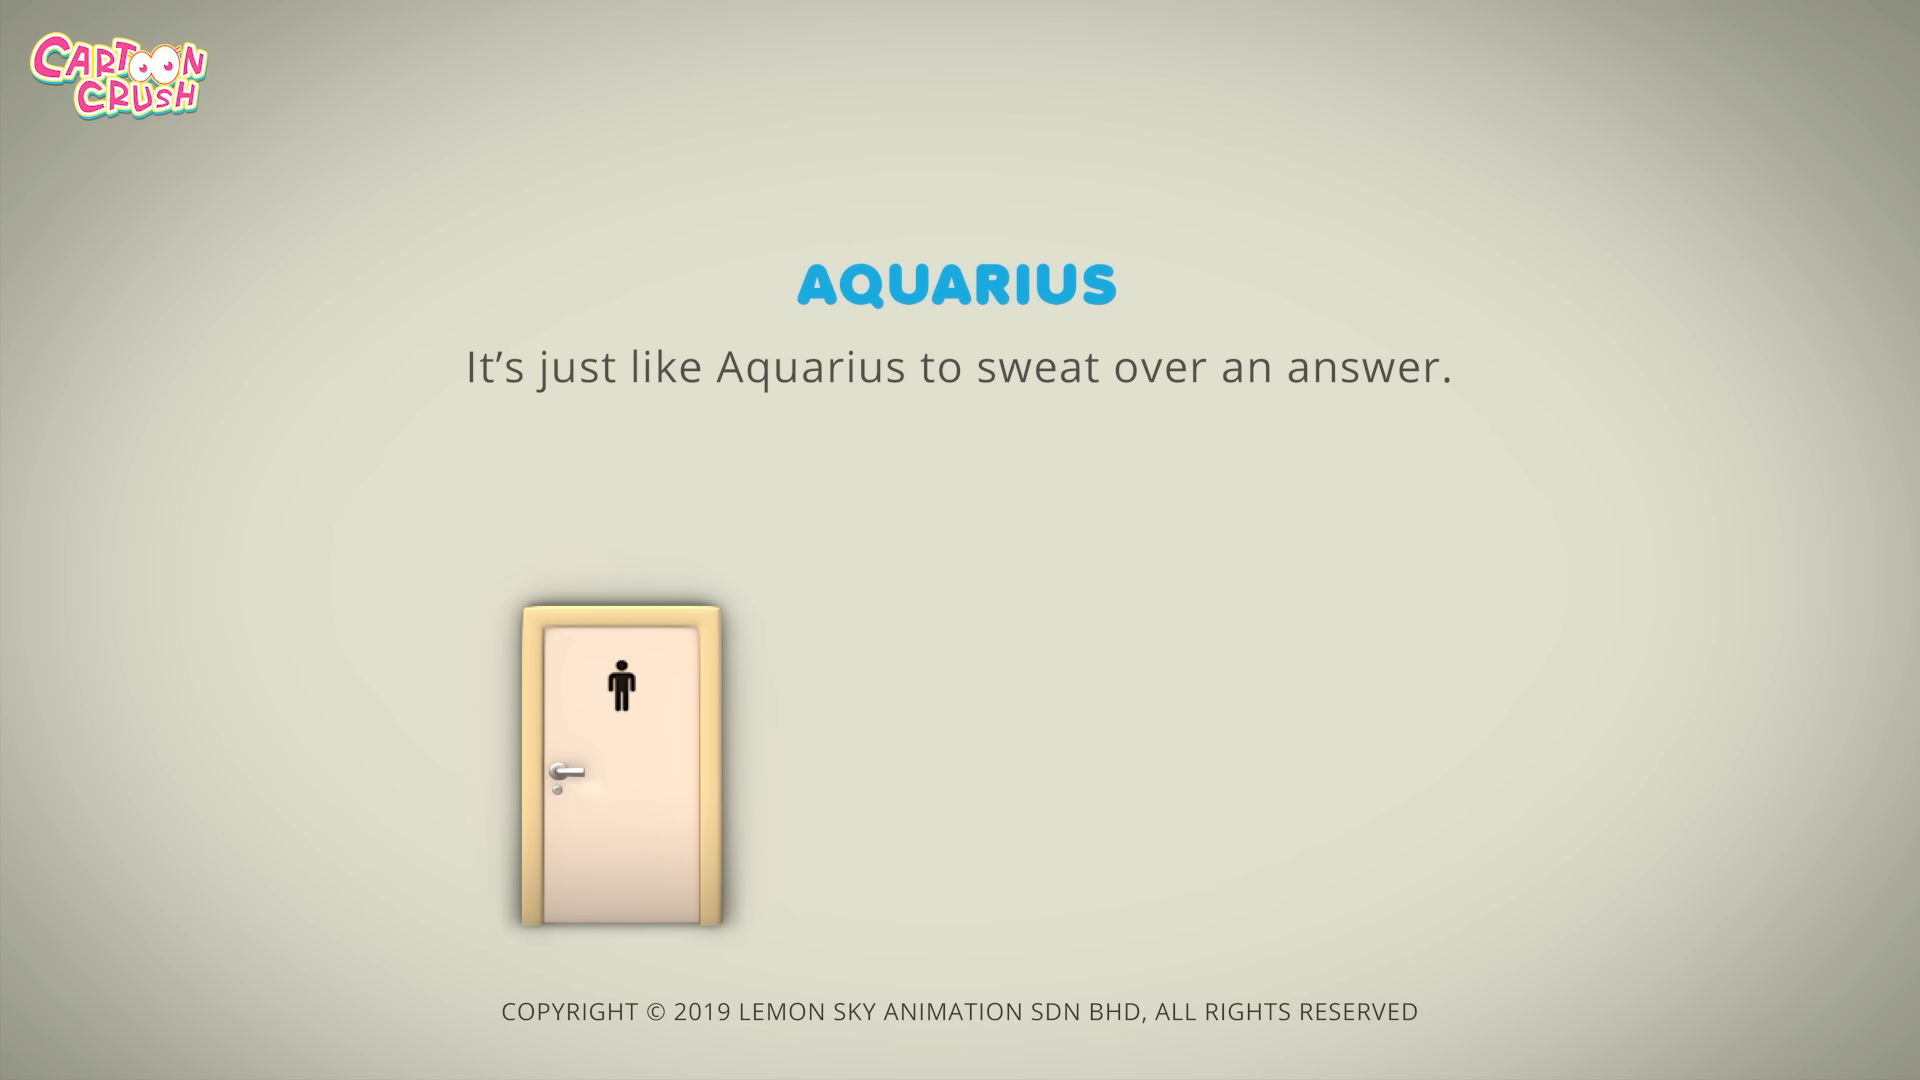 CARTOON
CRUSH
AQUARIUS
It’s just like Aquarius to sweat over an answer.
COPYRIGHT © 2019 LEMON SKY ANIMATION SDN BHD, ALL RIGHTS RESERVED